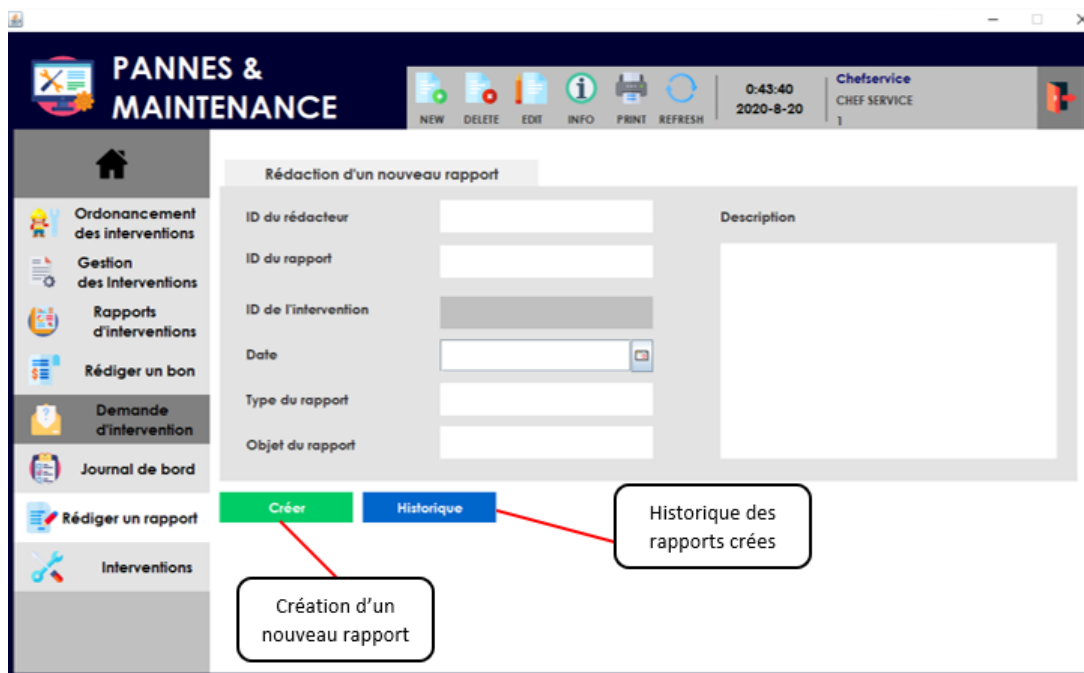 PANNES &
MAINTENANCE
NEW DELETE EDIT INFO PRINT REFRESH
0:43:40
2020-8-20
Chefservice
CHEF SERVICE
1
Ordonancement
des interventions
Gestion
des Interventions
Rapports
d'interventions
Rédiger un bon
Demande
d'intervention
Journal de bord
Rédiger un rapport
Interventions
Rédaction d'un nouveau rapport
ID du rédacteur
ID du rapport
ID de l'intervention
Date
Type du rapport
Objet du rapport
Description
Créer
Historique
Historique des
rapports crées
Création d’un
nouveau rapport